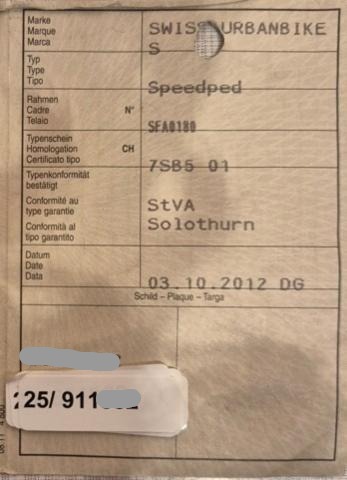 Marke
Marque
Marca
SWISS URBANBIKE
S
Typ
Type
Tipo
Speedped
Rahmen
Cadre N°
Telaio
SFA0180
Typenschein
Homologation CH
Certificato tipo
7SB5 01
Typenkonformität
bestätigt
Conformité au
type garantie
Conformità al
tipo garantito
StVA
Solothurn
Datum
Date
Data
03.10.2012 DG
Schild – Plaque – Targa
25/ 911